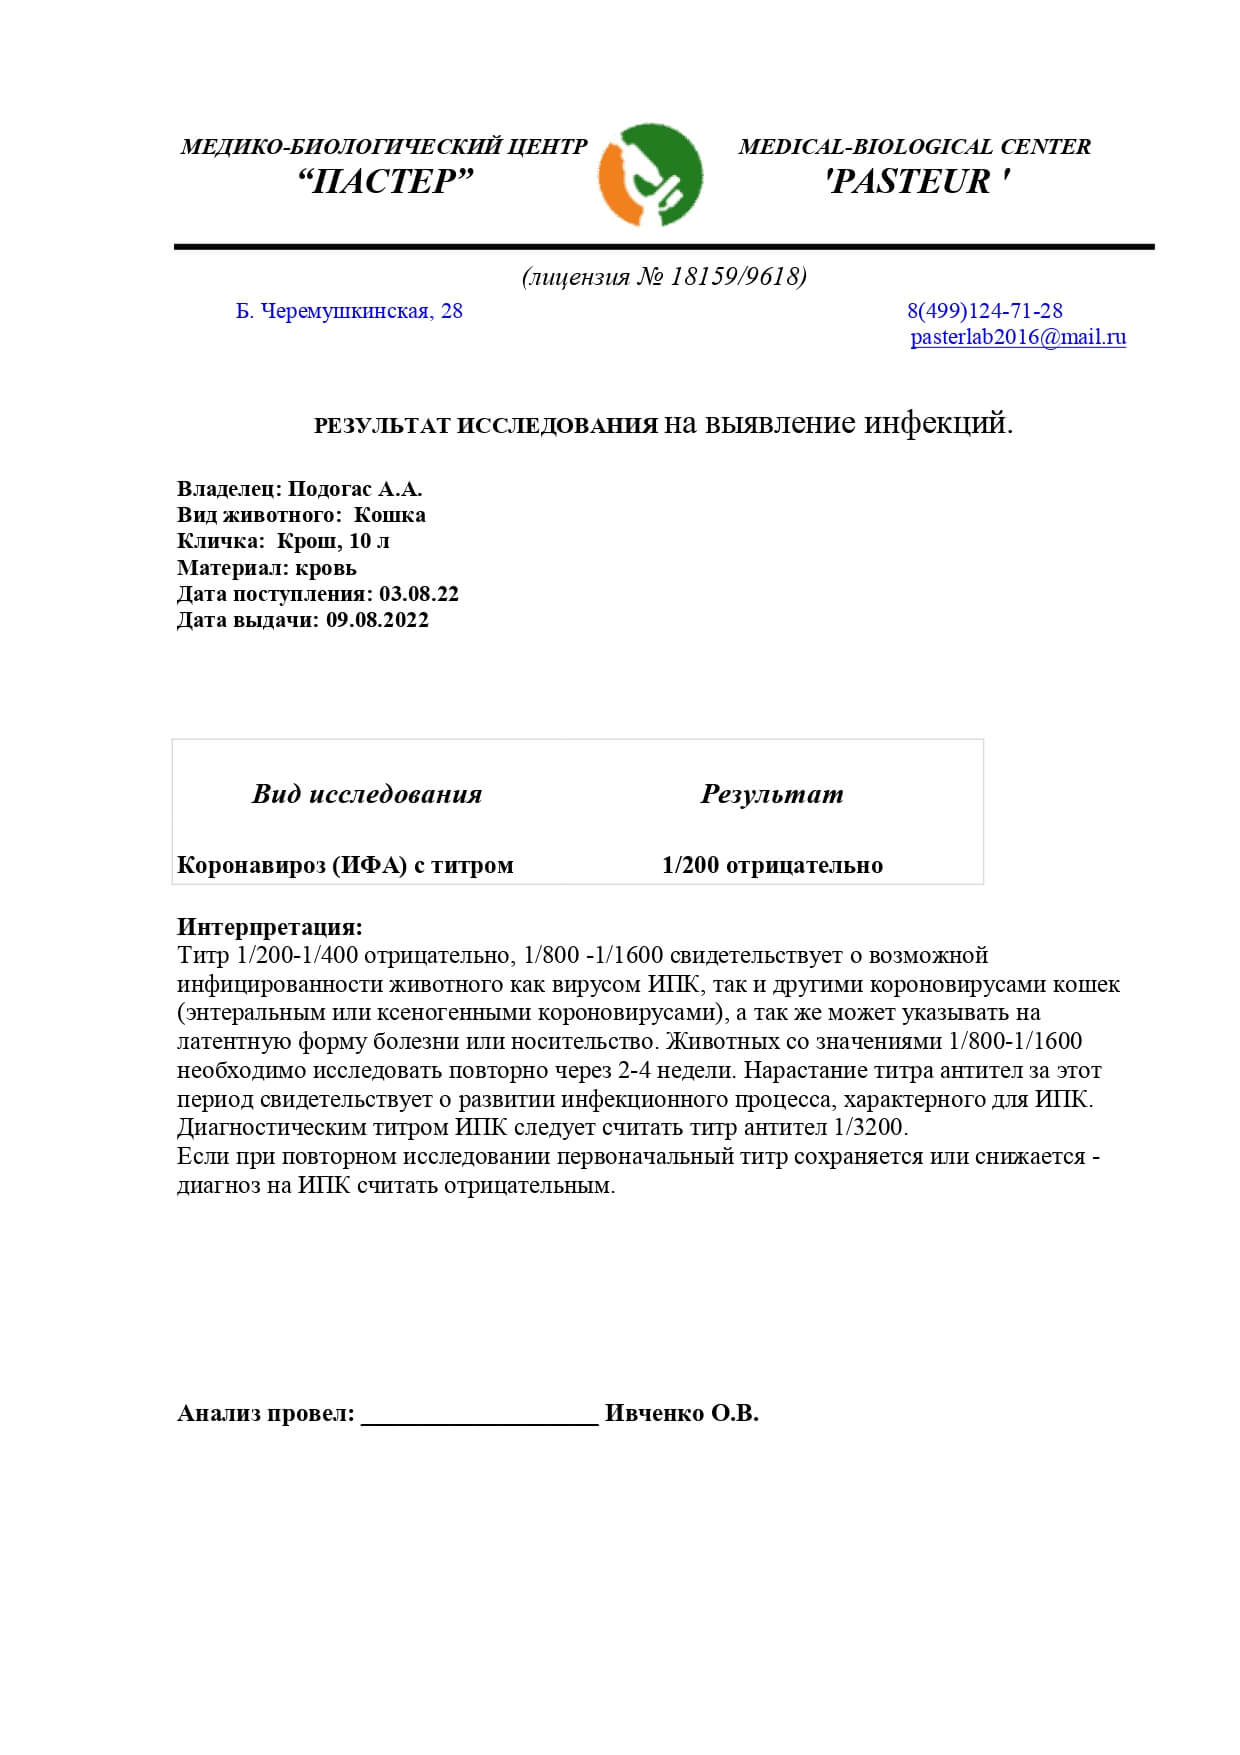 МЕДИКО-БИОЛОГИЧЕСКИЙ ЦЕНТР
“ПАСТЕР”
MEDICAL-BIOLOGICAL CENTER
'PASTEUR '
(лицензия № 18159/9618)
Б. Черемушкинская, 28
8(499)124-71-28
pasterlab2016@mail.ru
РЕЗУЛЬТАТ ИССЛЕДОВАНИЯ на выявление инфекций.
Владелец: Подогас А.А.
Вид животного: Кошка
Кличка: Крош, 10 л
Материал: кровь
Дата поступления: 03.08.22
Дата выдачи: 09.08.2022
Вид исследования Результат
Коронавироз (ИФА) с титром 1/200 отрицательно
Интерпретация:
Титр 1/200-1/400 отрицательно, 1/800 -1/1600 свидетельствует о возможной
инфицированности животного как вирусом ИПК, так и другими короновирусами кошек
(энтеральным или ксеногенными короновирусами), а так же может указывать на
латентную форму болезни или носительство. Животных со значениями 1/800-1/1600
необходимо исследовать повторно через 2-4 недели. Нарастание титра антител за этот
период свидетельствует о развитии инфекционного процесса, характерного для ИПК.
Диагностическим титром ИПК следует считать титр антител 1/3200.
Если при повторном исследовании первоначальный титр сохраняется или снижается -
диагноз на ИПК считать отрицательным.
Анализ провел: ___________________ Ивченко О.В.